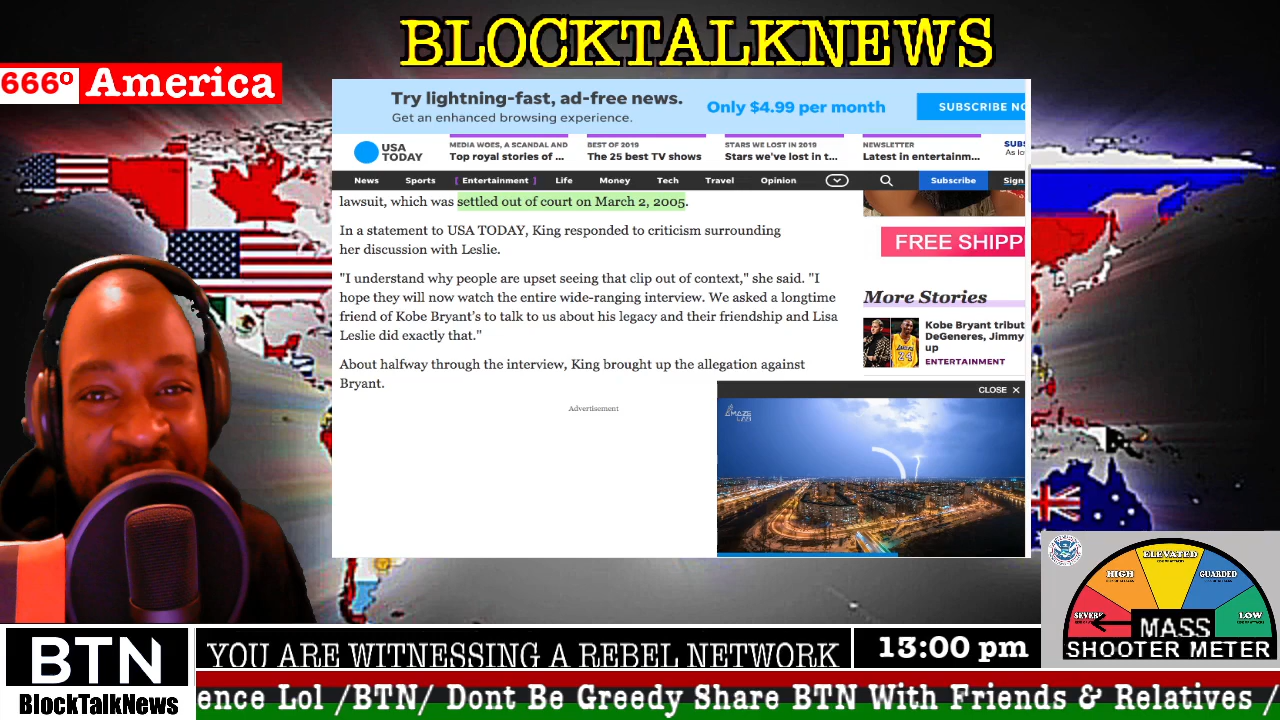 BLOCKTALKNEWS
666º America
Try lightning-fast, ad-free news.
Get an enhanced browsing experience.
Only $4.99 per month
SUBSCRIBE NO
USA
TODAY
MEDIA WOES, A SCANDAL AND
Top royal stories of ...
BEST OF 2019
The 25 best TV shows
STARS WE LOST IN 2019
Stars we've lost in t...
NEWSLETTER
Latest in entertainm...
SUBS
As lo
News Sports [ Entertainment ] Life Money Tech Travel Opinion Subscribe Sign
lawsuit, which was settled out of court on March 2, 2005.
In a statement to USA TODAY, King responded to criticism surrounding
her discussion with Leslie.
"I understand why people are upset seeing that clip out of context," she said. "I
hope they will now watch the entire wide-ranging interview. We asked a longtime
friend of Kobe Bryant's to talk to us about his legacy and their friendship and Lisa
Leslie did exactly that."
About halfway through the interview, King brought up the allegation against
Bryant.
Advertisement
FREE SHIPP
More Stories
Kobe Bryant tribut
DeGeneres, Jimmy
up
ENTERTAINMENT
CLOSE X
AMAZE
LAB
SEVERE
HIGH
ELEVATED
GUARDED
LOW
MASS
SHOOTER METER
BTN
BlockTalkNews
YOU ARE WITNESSING A REBEL NETWORK
13:00 pm
ence Lol /BTN/ Dont Be Greedy Share BTN With Friends & Relatives /